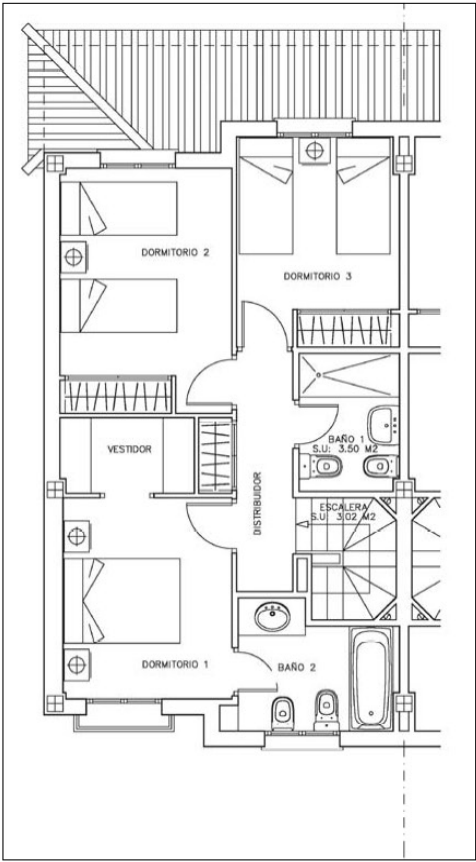 DORMITORIO 2
DORMITORIO 3
BAÑO 1
S.U: 3.50 M2
VESTIDOR
DISTRIBUIDOR
ESCALERA
S.U: 3.02 M2
DORMITORIO 1
BAÑO 2